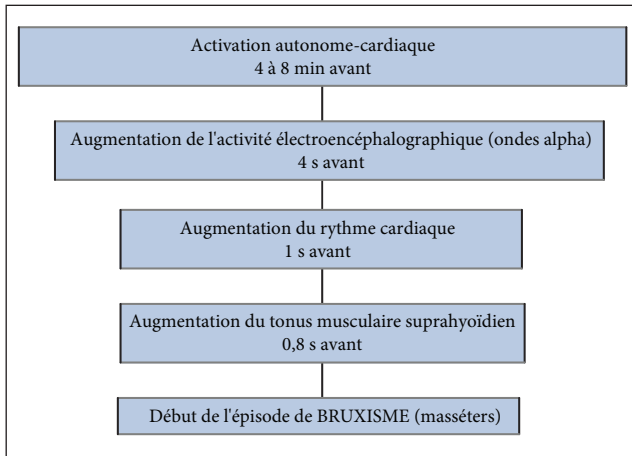 Activation autonome-cardiaque
4 à 8 min avant
Augmentation de l'activité électroencéphalographique (ondes alpha)
4 s avant
Augmentation du rythme cardiaque
1 s avant
Augmentation du tonus musculaire suprahyoïdien
0,8 s avant
Début de l'épisode de BRUXISME (masséters)